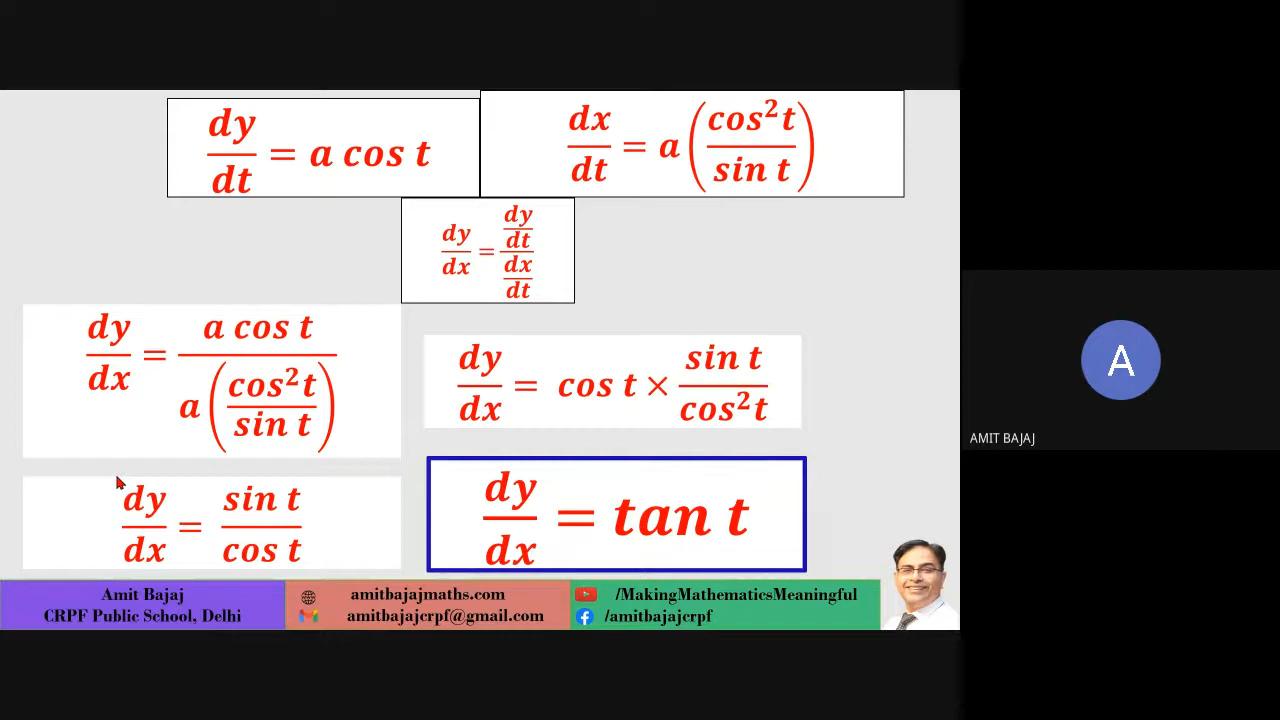 dy/dt = a cos t
dx/dt = a (cos²t / sin t)
dy/dx = (dy/dt) / (dx/dt)
dy/dx = a cos t / a (cos²t / sin t)
dy/dx = cos t × sin t / cos²t
dy/dx = sin t / cos t
dy/dx = tan t
A
AMIT BAJAJ
Amit Bajaj
CRPF Public School, Delhi
amitbajajmaths.com
amitbajajcrpf@gmail.com
/MakingMathematicsMeaningful
/amitbajajcrpf